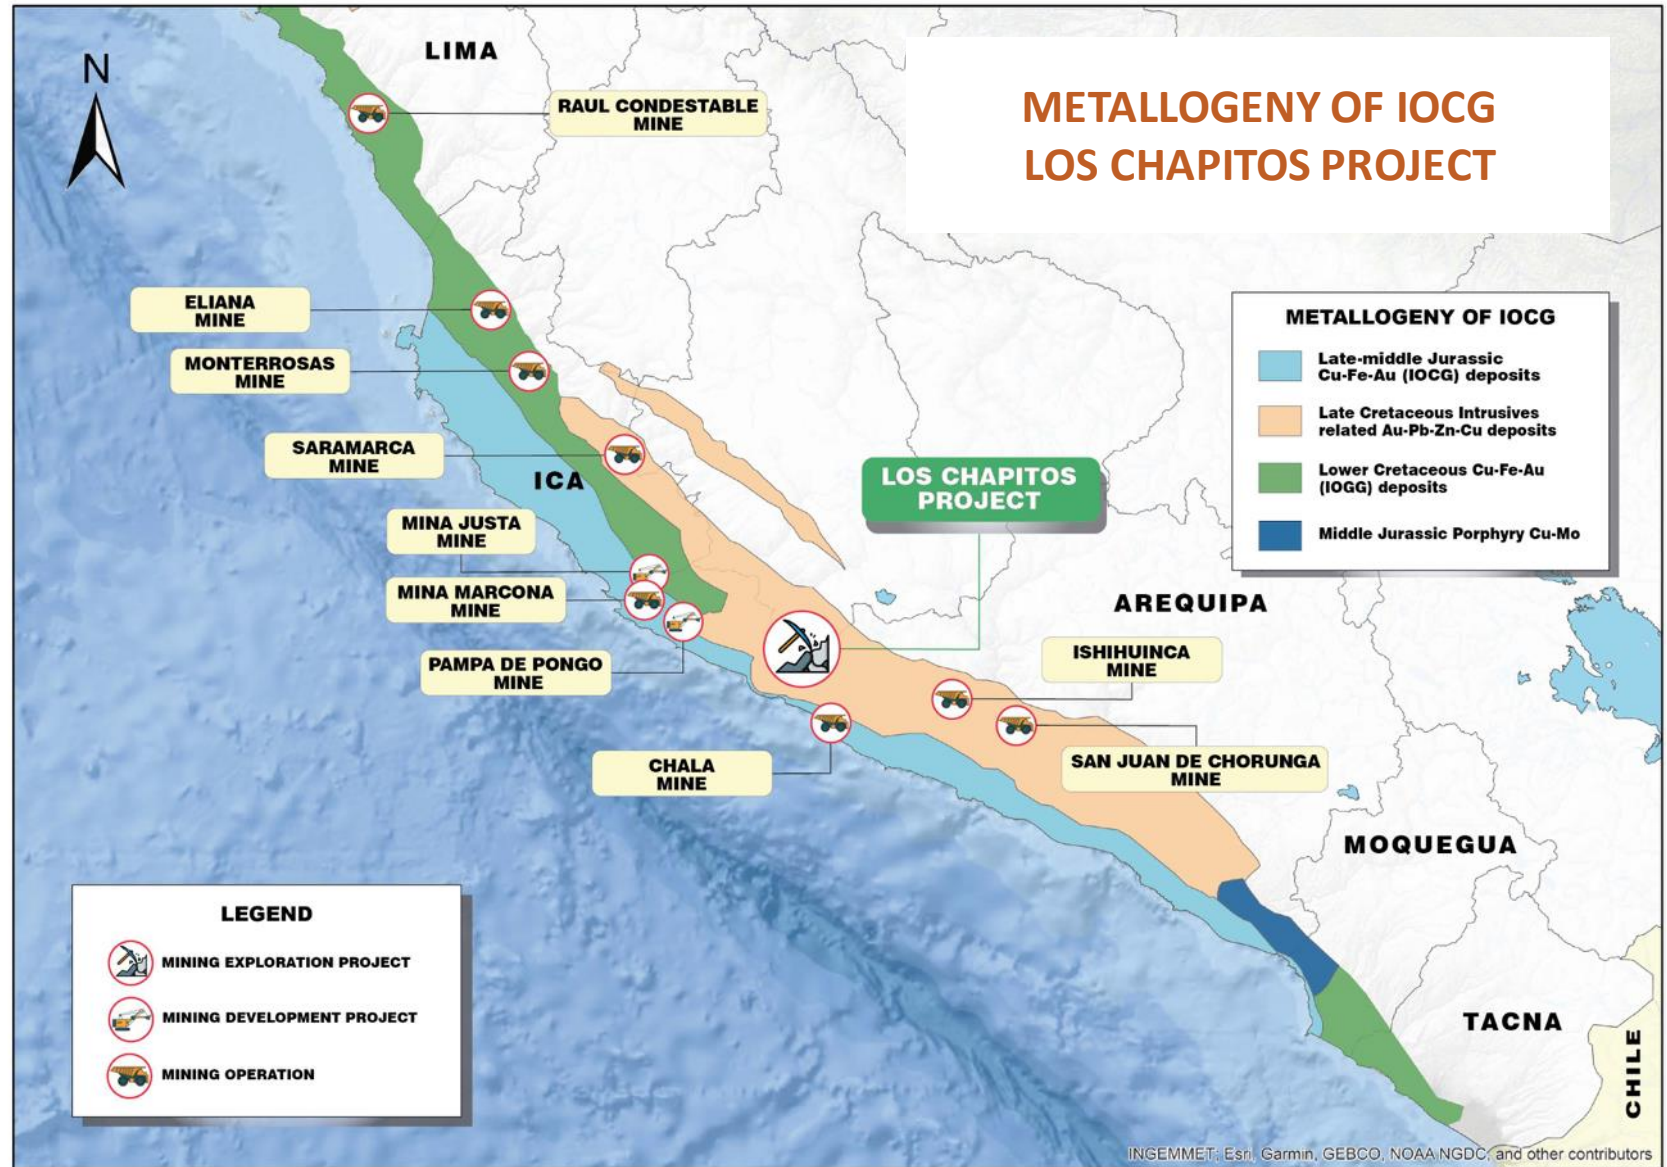 METALLOGENY OF IOCG
LOS CHAPITOS PROJECT
N
LIMA
RAUL CONDESTABLE
MINE
ELIANA
MINE
MONTERROSAS
MINE
SARAMARCA
MINE
ICA
MINA JUSTA
MINE
MINA MARCONA
MINE
PAMPA DE PONGO
MINE
CHALA
MINE
LOS CHAPITOS
PROJECT
AREQUIPA
ISHIHUINCA
MINE
SAN JUAN DE CHORUNGA
MINE
MOQUEGUA
TACNA
CHILE
METALLOGENY OF IOCG
Late-middle Jurassic
Cu-Fe-Au (IOCG) deposits
Late Cretaceous Intrusives
related Au-Pb-Zn-Cu deposits
Lower Cretaceous Cu-Fe-Au
(IOGG) deposits
Middle Jurassic Porphyry Cu-Mo
LEGEND
MINING EXPLORATION PROJECT
MINING DEVELOPMENT PROJECT
MINING OPERATION
INGEMMET; Esri, Garmin, GEBCO, NOAA NGDC, and other contributors